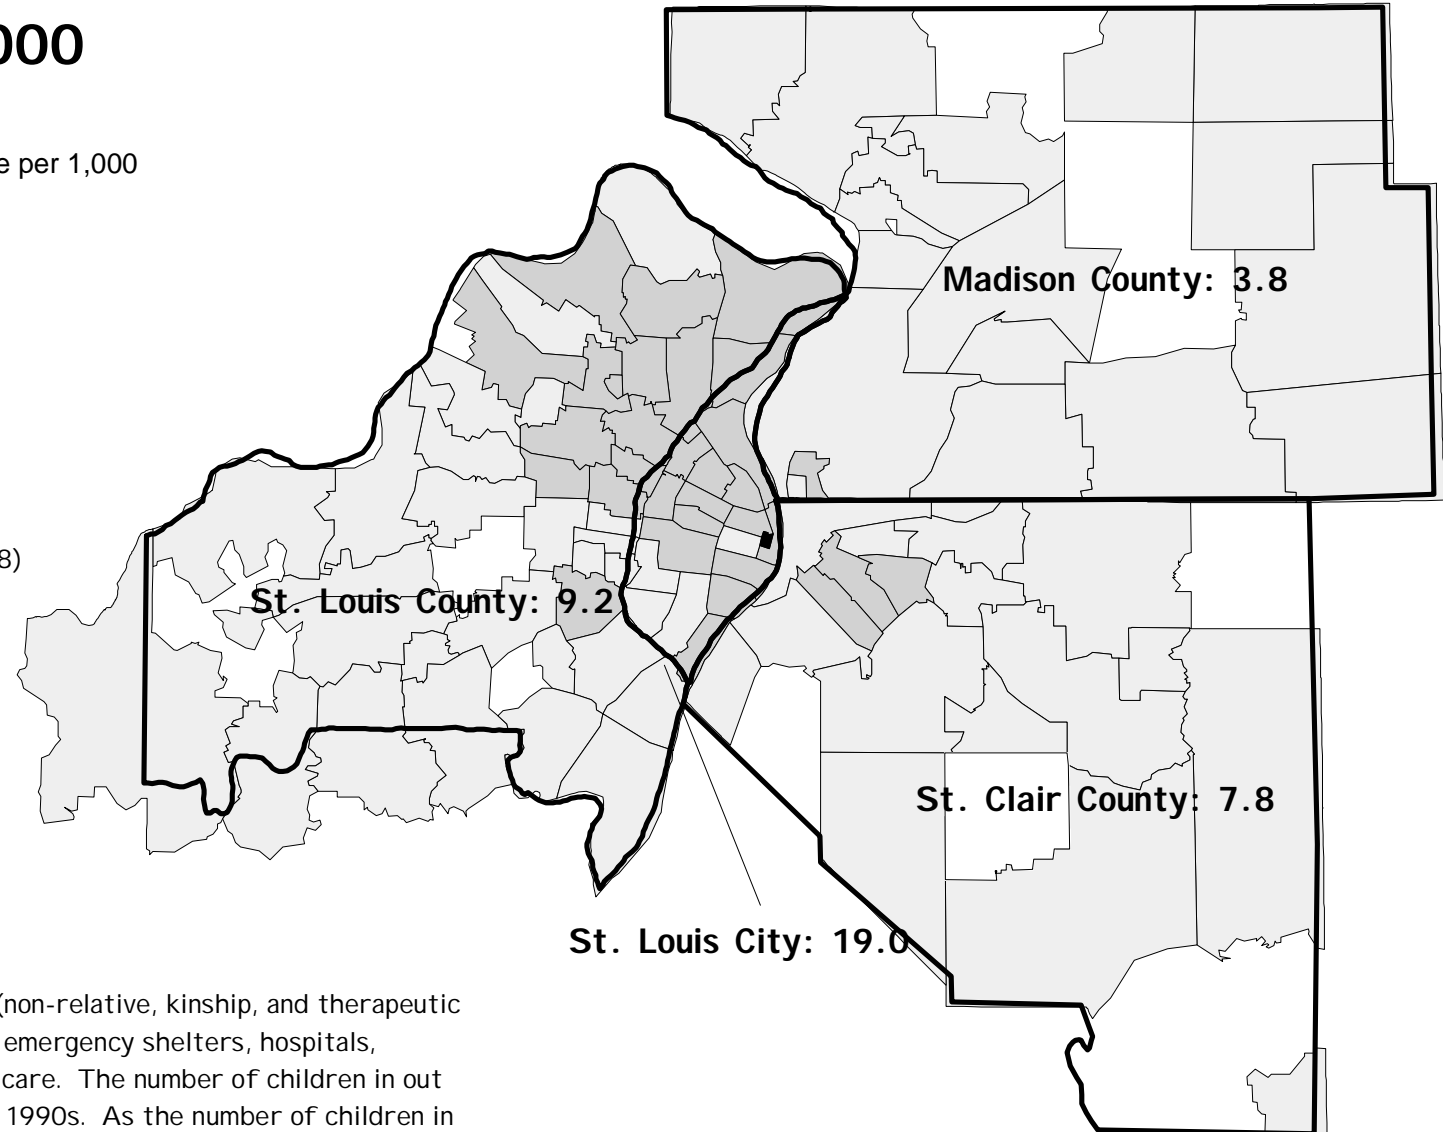 000
e per 1,000
Madison County: 3.8
8)
St. Louis County: 9.2
St. Clair County: 7.8
St. Louis City: 19.0
(non-relative, kinship, and therapeutic
emergency shelters, hospitals,
care. The number of children in out
1990s. As the number of children in